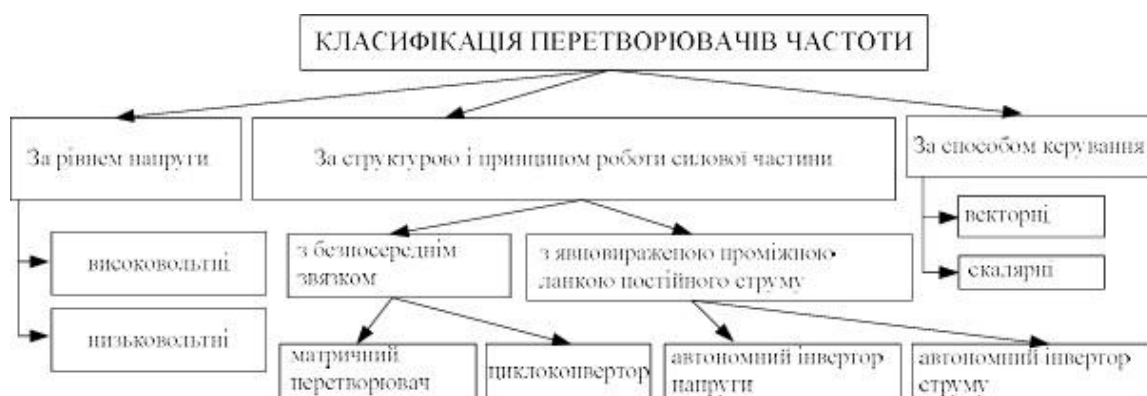 КЛАСИФІКАЦІЯ ПЕРЕТВОРЮВАЧІВ ЧАСТОТИ
За рівнем напруги
За структурою і принципом роботи силової частини
За способом керування
векторні
скалярні
високовольтні
низьковольтні
з безпосереднім
звязком
з явновираженою проміжною
ланкою постійного струму
матричний
перетворювач
циклоконвертор
автономний інвертор
напруги
автономний інвертор
струму